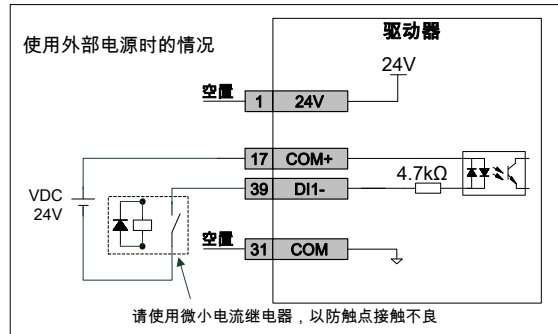 使用外部电源时的情况
驱动器
24V
空置
1 24V
17 COM+
4.7kΩ
39 DI1-
VDC
24V
空置
31 COM
请使用微小电流继电器，以防触点接触不良